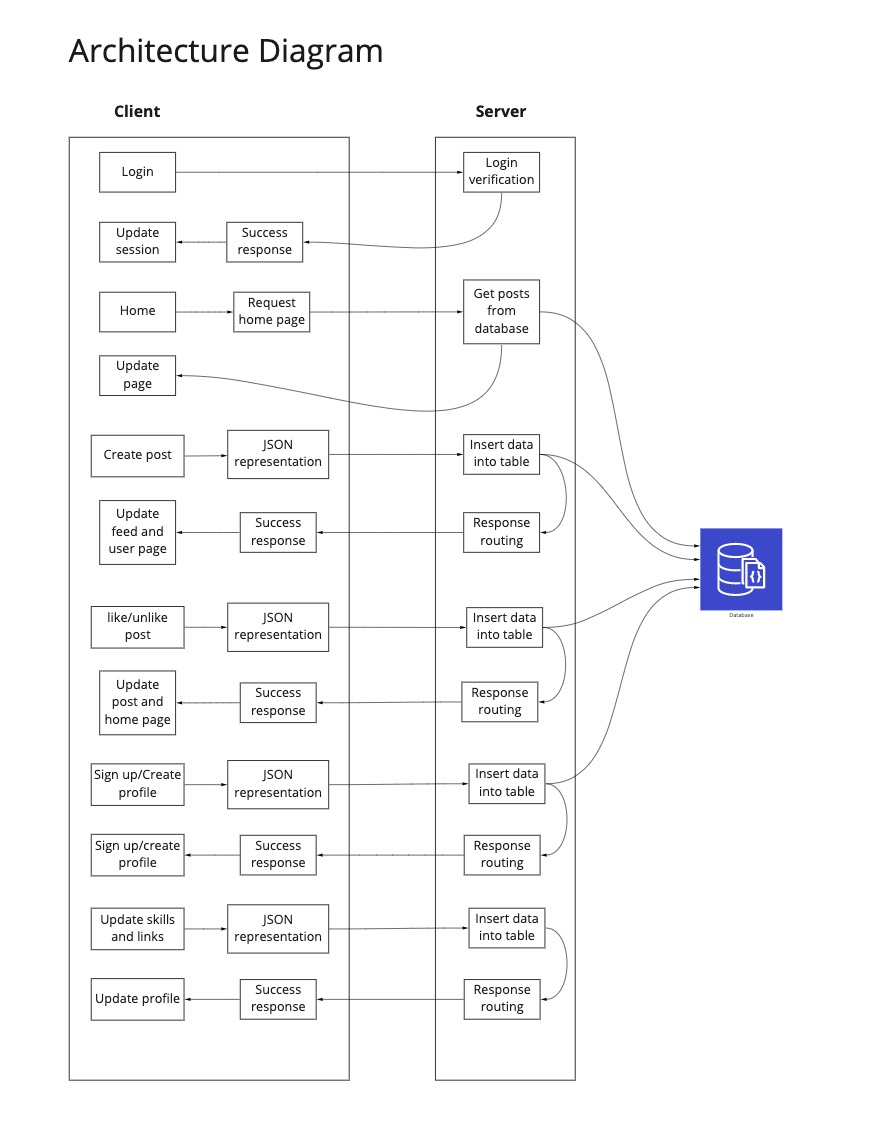 Architecture Diagram
Client
Server
Login
Login
verification
Update
session
Success
response
Home
Request
home page
Get posts
from
database
Update
page
Create post
JSON
representation
Insert data
into table
Update
feed and
user page
Success
response
Response
routing
Database
like/unlike
post
JSON
representation
Insert data
into table
Update
post and
home page
Success
response
Response
routing
Sign up/Create
profile
JSON
representation
Insert data
into table
Sign up/create
profile
Success
response
Response
routing
Update skills
and links
JSON
representation
Insert data
into table
Update profile
Success
response
Response
routing